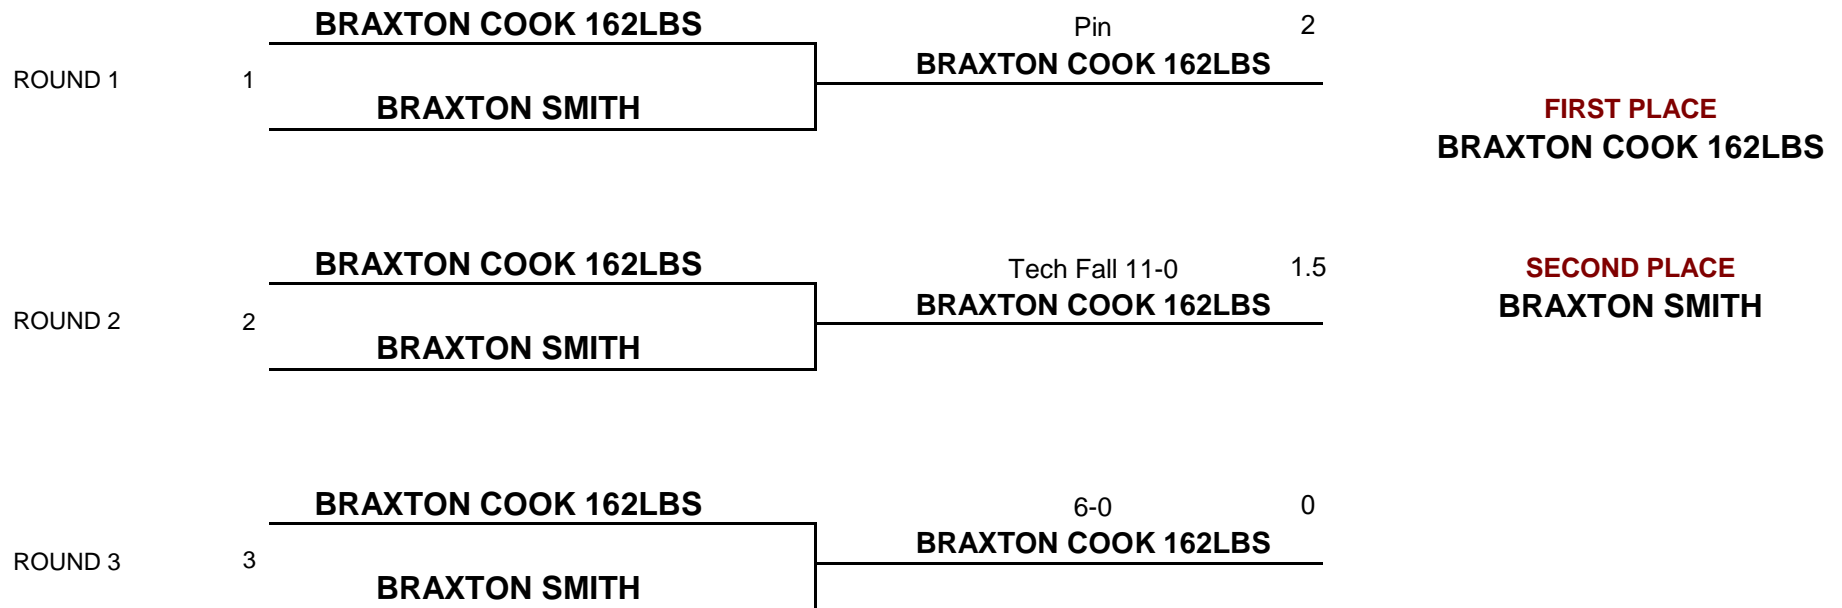 BRAXTON COOK 162LBS
Pin 2
BRAXTON COOK 162LBS
ROUND 1 1
BRAXTON SMITH
FIRST PLACE
BRAXTON COOK 162LBS
BRAXTON COOK 162LBS
Tech Fall 11-0 1.5
SECOND PLACE
BRAXTON COOK 162LBS
BRAXTON SMITH
ROUND 2 2
BRAXTON SMITH
BRAXTON COOK 162LBS
6-0 0
BRAXTON COOK 162LBS
ROUND 3 3
BRAXTON SMITH